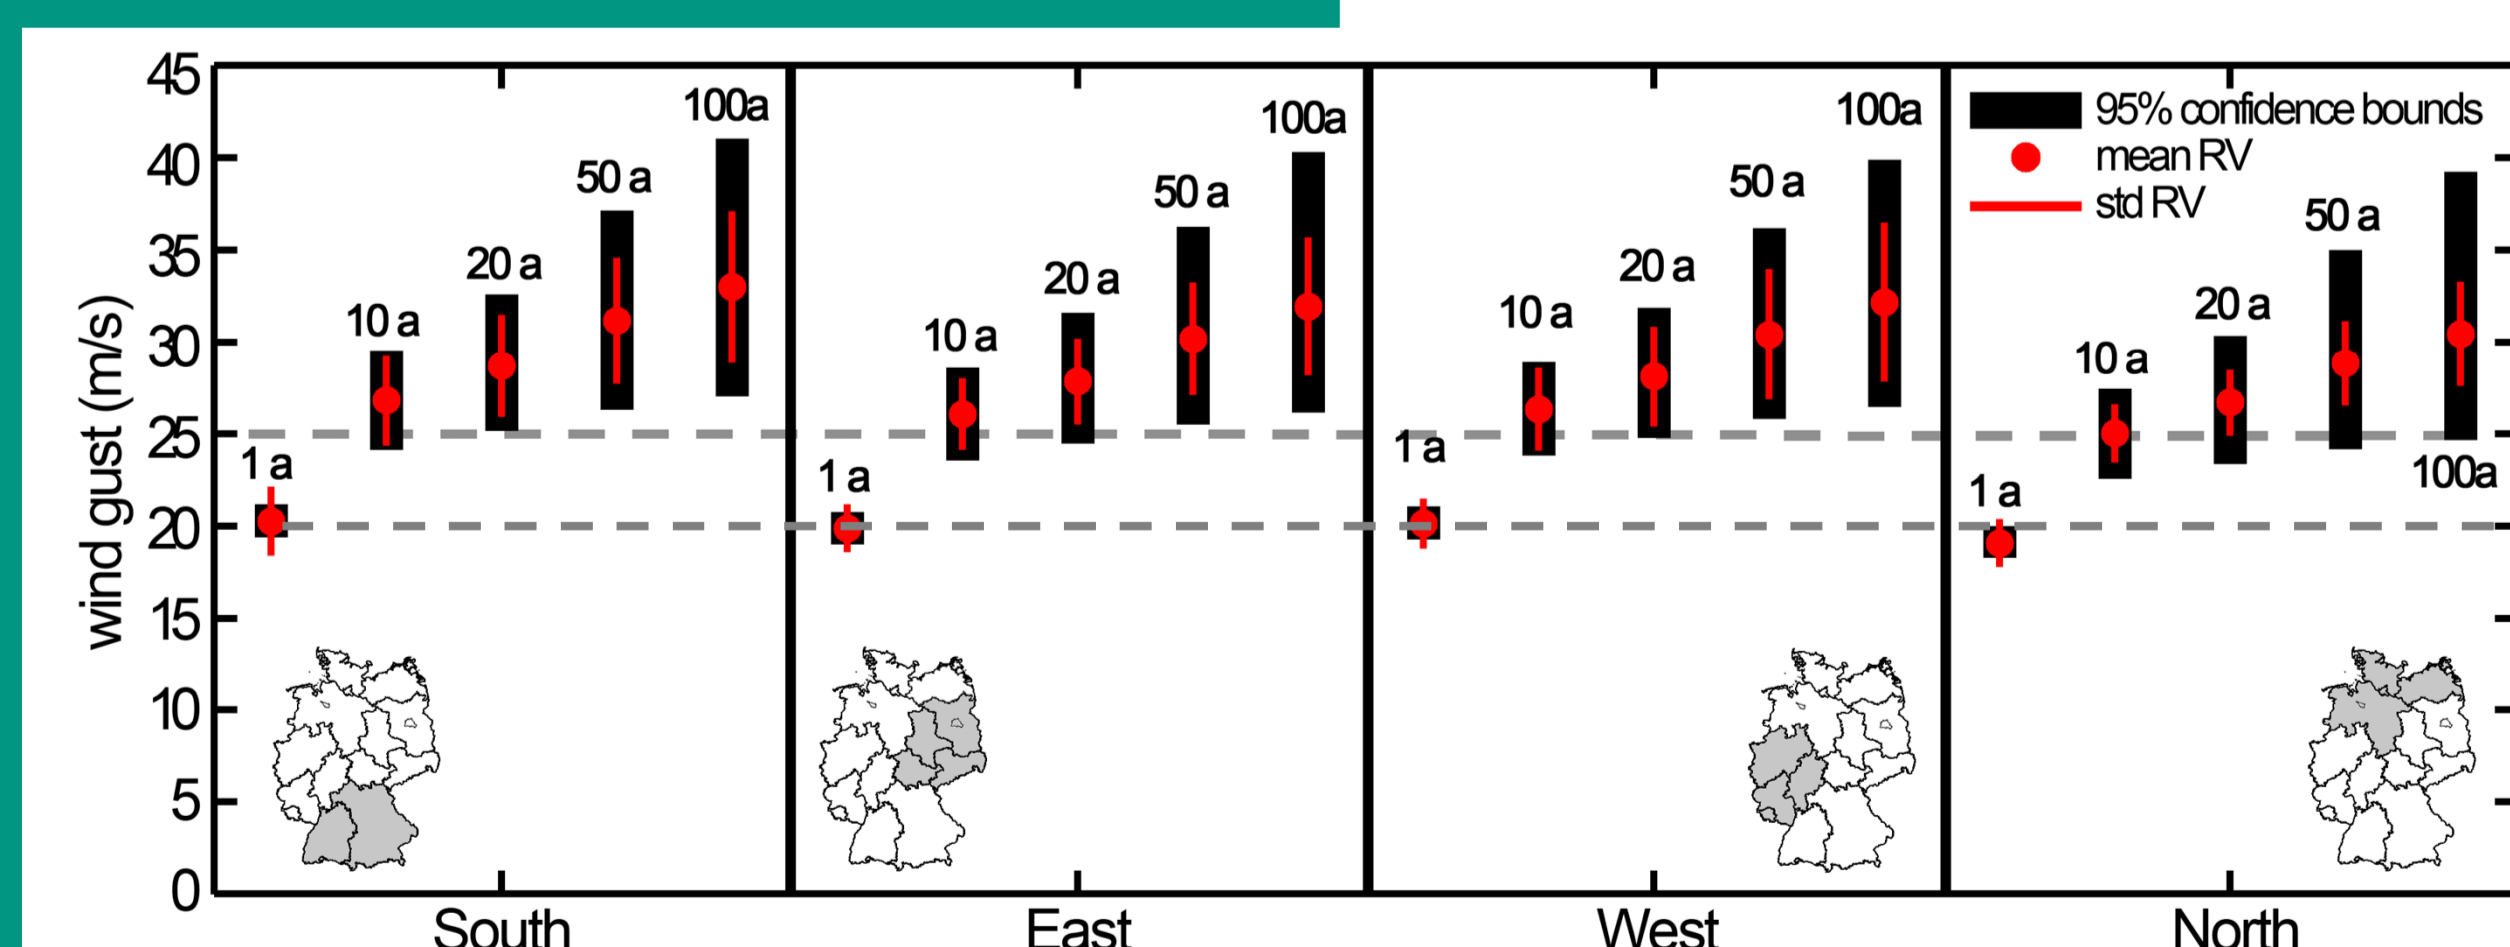 wind gust (m/s)
45
40
35
30
25
20
15
10
5
0
1 a
10 a
20 a
50 a
100a
South
1 a
10 a
20 a
50 a
100a
East
1 a
10 a
20 a
50 a
100a
West
95% confidence bounds
mean RV
std RV
1 a
10 a
20 a
50 a
100a
North